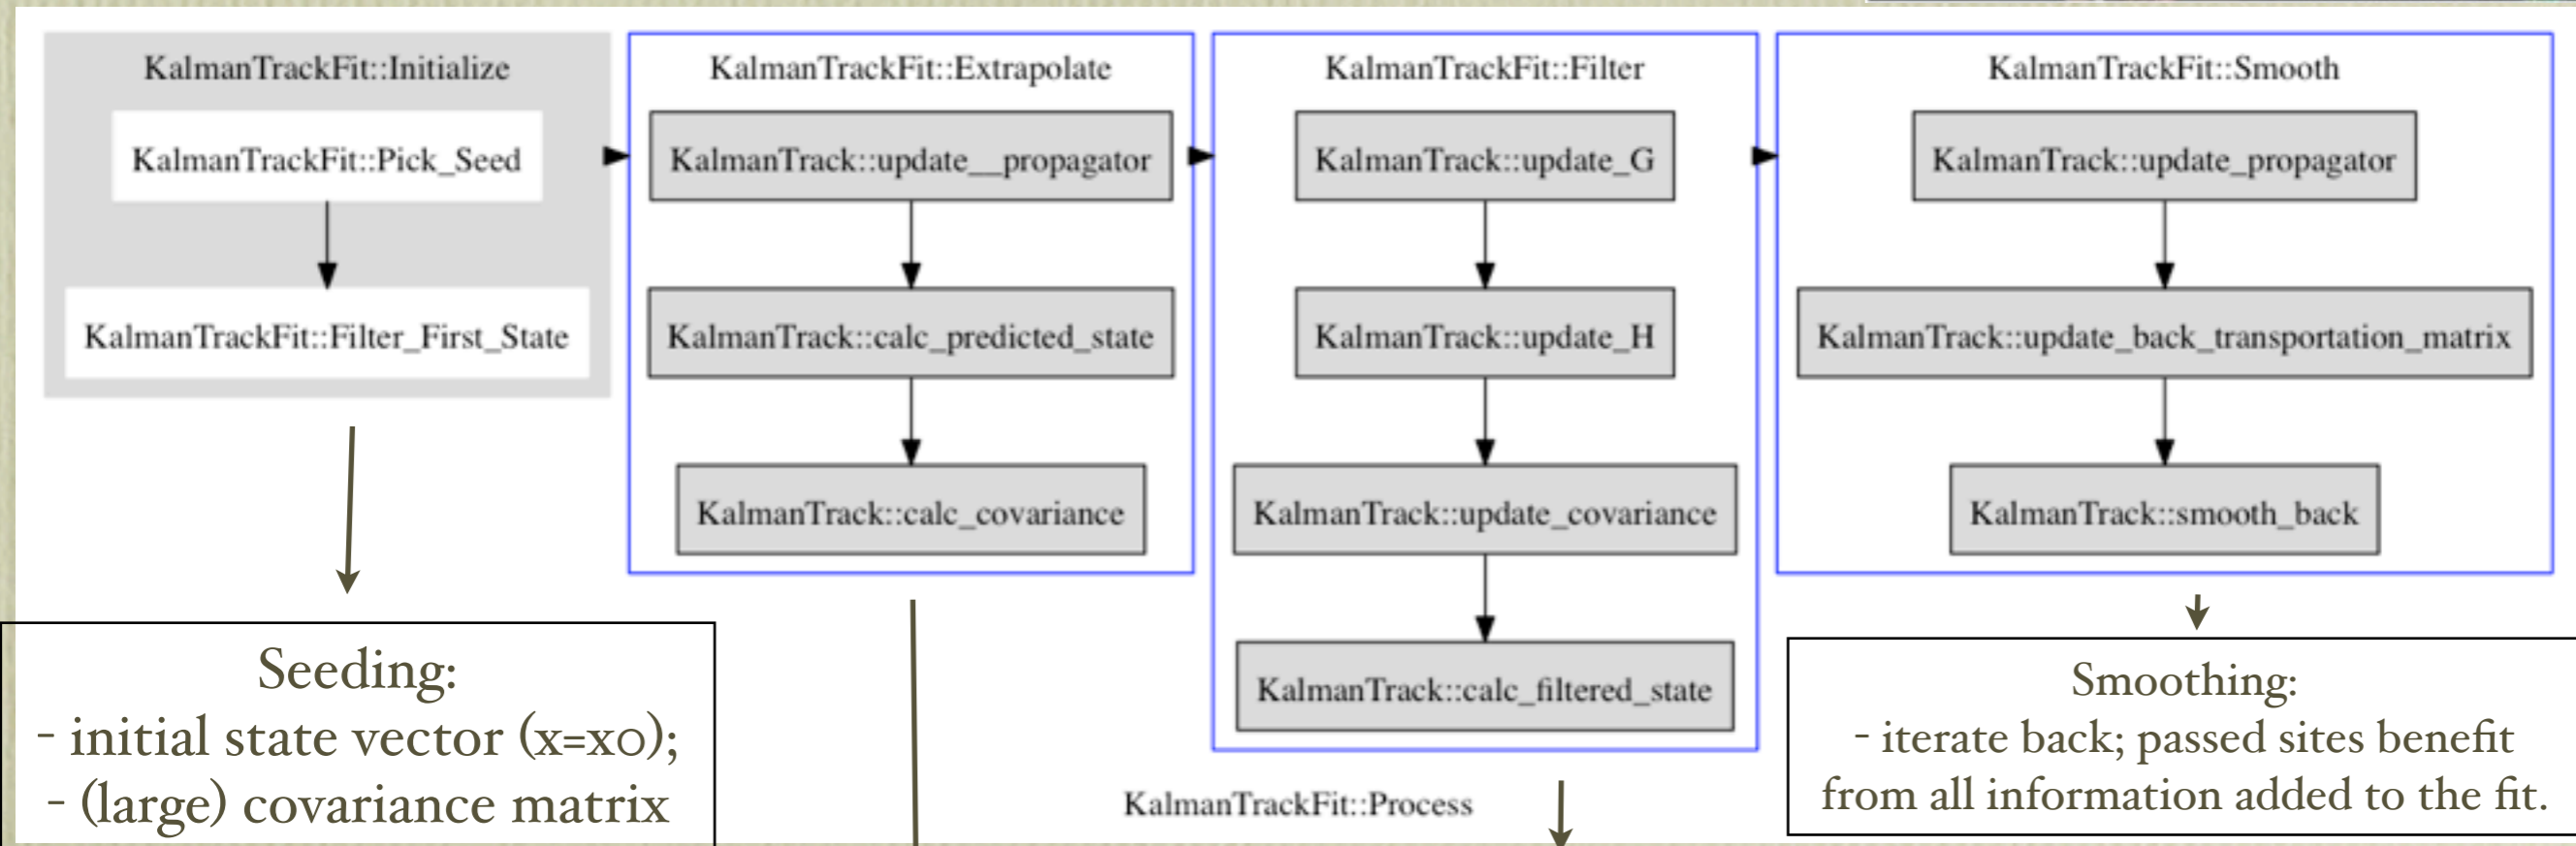 KalmanTrackFit::Initialize
KalmanTrackFit::Pick_Seed
KalmanTrackFit::Filter_First_State
KalmanTrackFit::Extrapolate
KalmanTrack::update__propagator
KalmanTrack::calc_predicted_state
KalmanTrack::calc_covariance
KalmanTrackFit::Filter
KalmanTrack::update_G
KalmanTrack::update_H
KalmanTrack::update_covariance
KalmanTrack::calc_filtered_state
KalmanTrackFit::Smooth
KalmanTrack::update_propagator
KalmanTrack::update_back_transportation_matrix
KalmanTrack::smooth_back
Seeding:
- initial state vector (x=x0);
- (large) covariance matrix
KalmanTrackFit::Process
Smoothing:
- iterate back; passed sites benefit
from all information added to the fit.